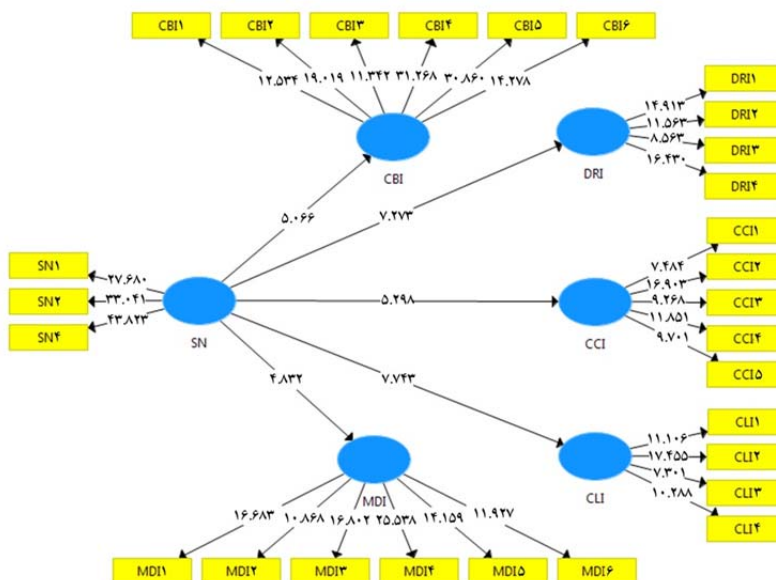 CBI۱ CBI۲ CBI۳ CBI۴ CBI۵ CBI۶
۱۲.۵۳۴ ۱۹.۰۱۹ ۱۱.۳۴۲ ۳۱.۲۶۸ ۳۰.۸۶۰ ۱۴.۲۷۸
CBI
DRI۱
DRI۲
DRI۳
DRI۴
۱۴.۹۱۳
۱۱.۵۶۳
۸.۵۶۳
۱۶.۴۳۰
DRI
۵.۰۶۶
۷.۲۷۳
SN۱
SN۲
SN۴
۲۷.۶۸۰
۳۳.۰۴۱
۴۳.۸۲۳
SN
۵.۲۹۸
CCI۱
CCI۲
CCI۳
CCI۴
CCI۵
۷.۴۸۴
۱۶.۹۰۳
۹.۲۶۸
۱۱.۸۵۱
۹.۷۰۱
CCI
۴.۸۳۲
۷.۷۴۳
CLI۱
CLI۲
CLI۳
CLI۴
۱۱.۱۰۶
۱۷.۴۵۵
۷.۳۰۱
۱۰.۲۸۸
CLI
MDI
۱۶.۶۸۳ ۱۰.۸۶۸ ۱۶.۸۰۲ ۲۵.۵۳۸ ۱۴.۱۵۹ ۱۱.۹۲۷
MDI۱ MDI۲ MDI۳ MDI۴ MDI۵ MDI۶